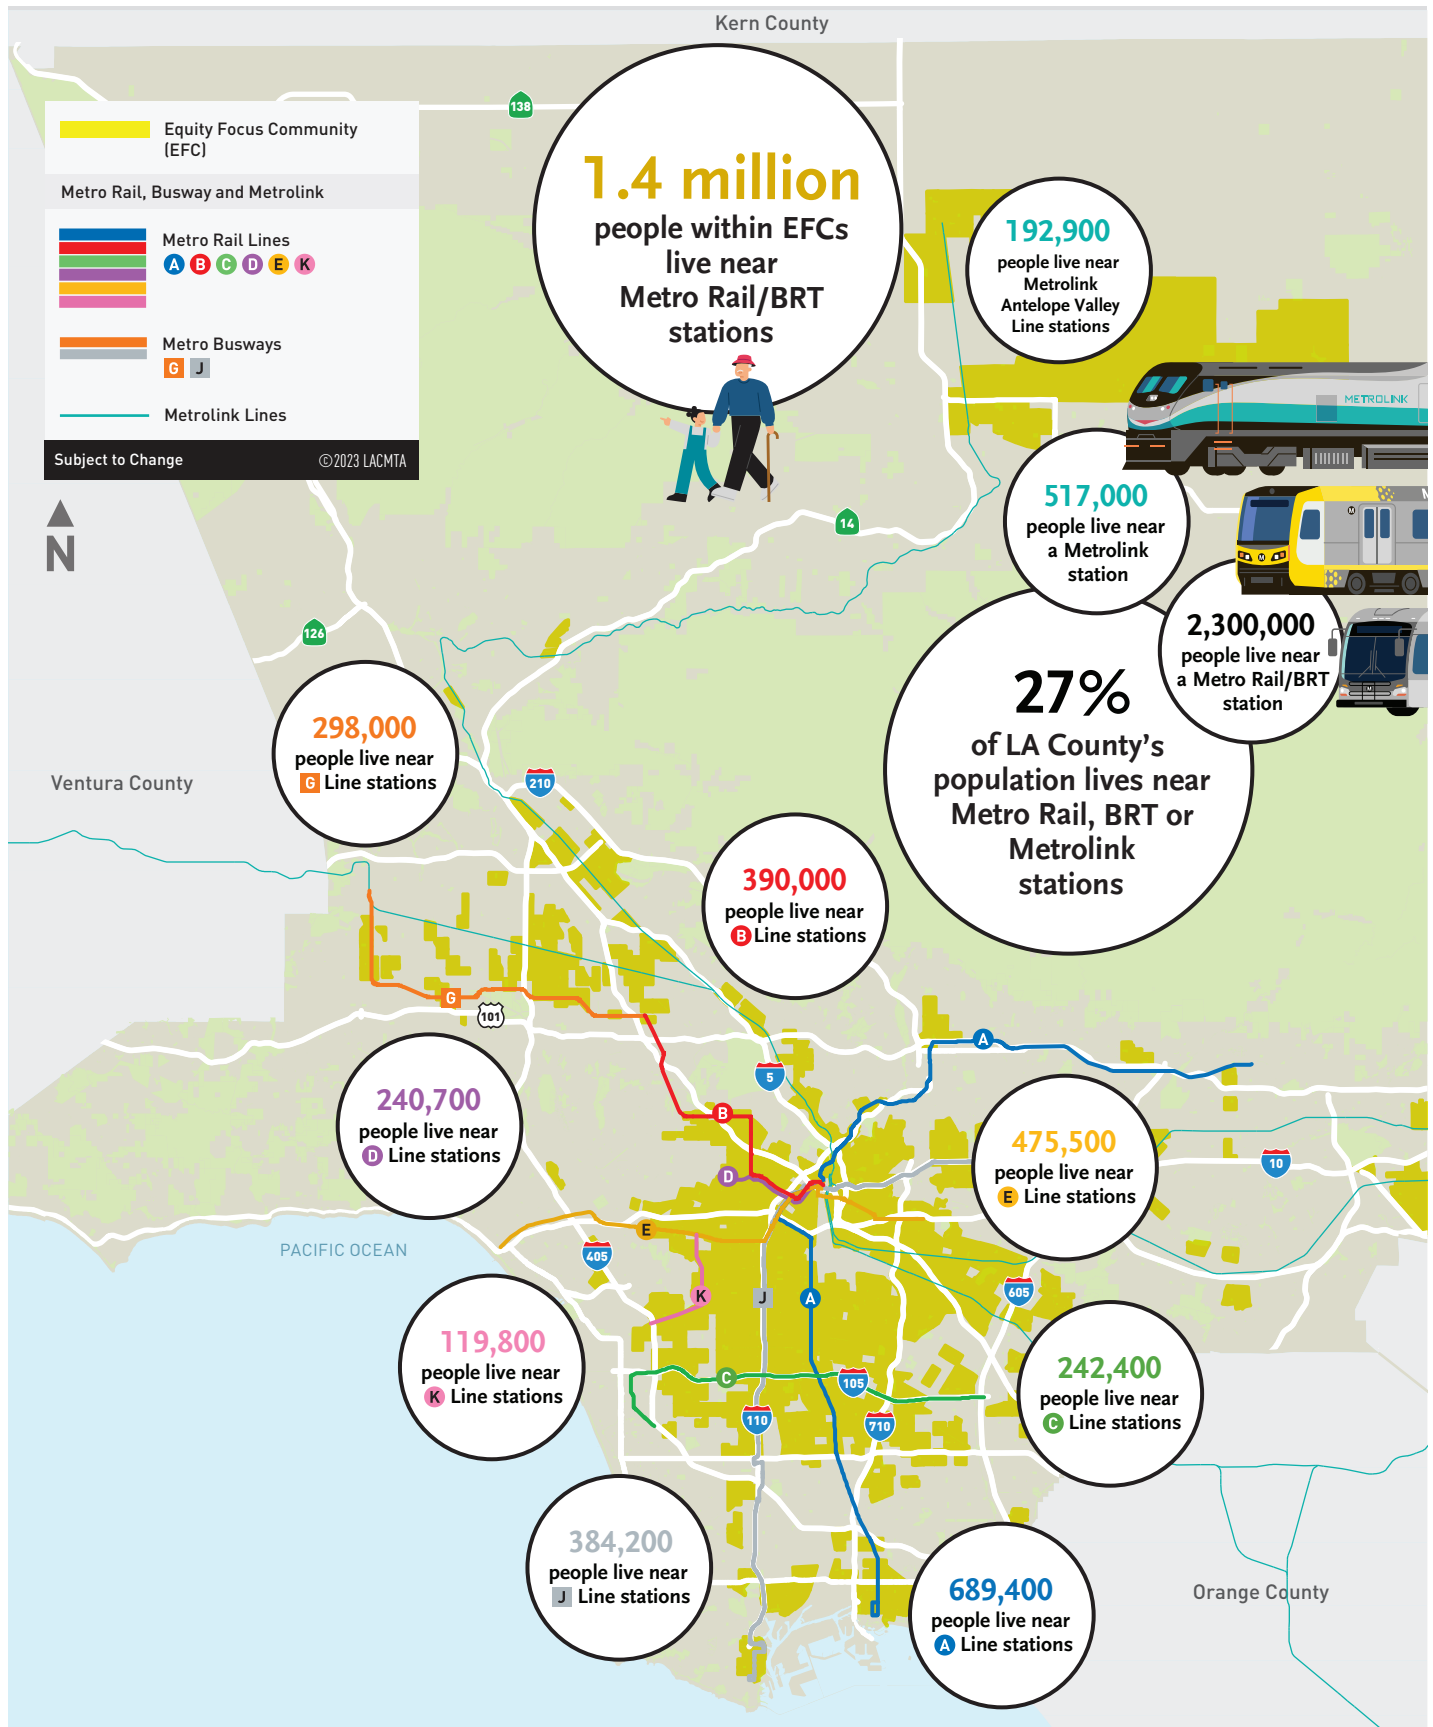 Kern County
138
Equity Focus Community
(EFC)
Metro Rail, Busway and Metrolink
Metro Rail Lines
A B C D E K
Metro Busways
G J
Metrolink Lines
Subject to Change ©2023 LACMTA
N
1.4 million
people within EFCs
live near
Metro Rail/BRT
stations
192,900
people live near
Metrolink
Antelope Valley
Line stations
METROLINK
517,000
people live near
a Metrolink
station
M
M
2,300,000
people live near
a Metro Rail/BRT
station
M
27%
of LA County's
population lives near
Metro Rail, BRT or
Metrolink
stations
14
126
298,000
people live near
G Line stations
Ventura County
210
390,000
people live near
B Line stations
G
101
A
5
240,700
people live near
D Line stations
B
475,500
people live near
E Line stations
10
D
E
PACIFIC OCEAN
405
K
J
A
605
119,800
people live near
K Line stations
C
105
242,400
people live near
C Line stations
110
710
384,200
people live near
J Line stations
689,400
people live near
A Line stations
Orange County